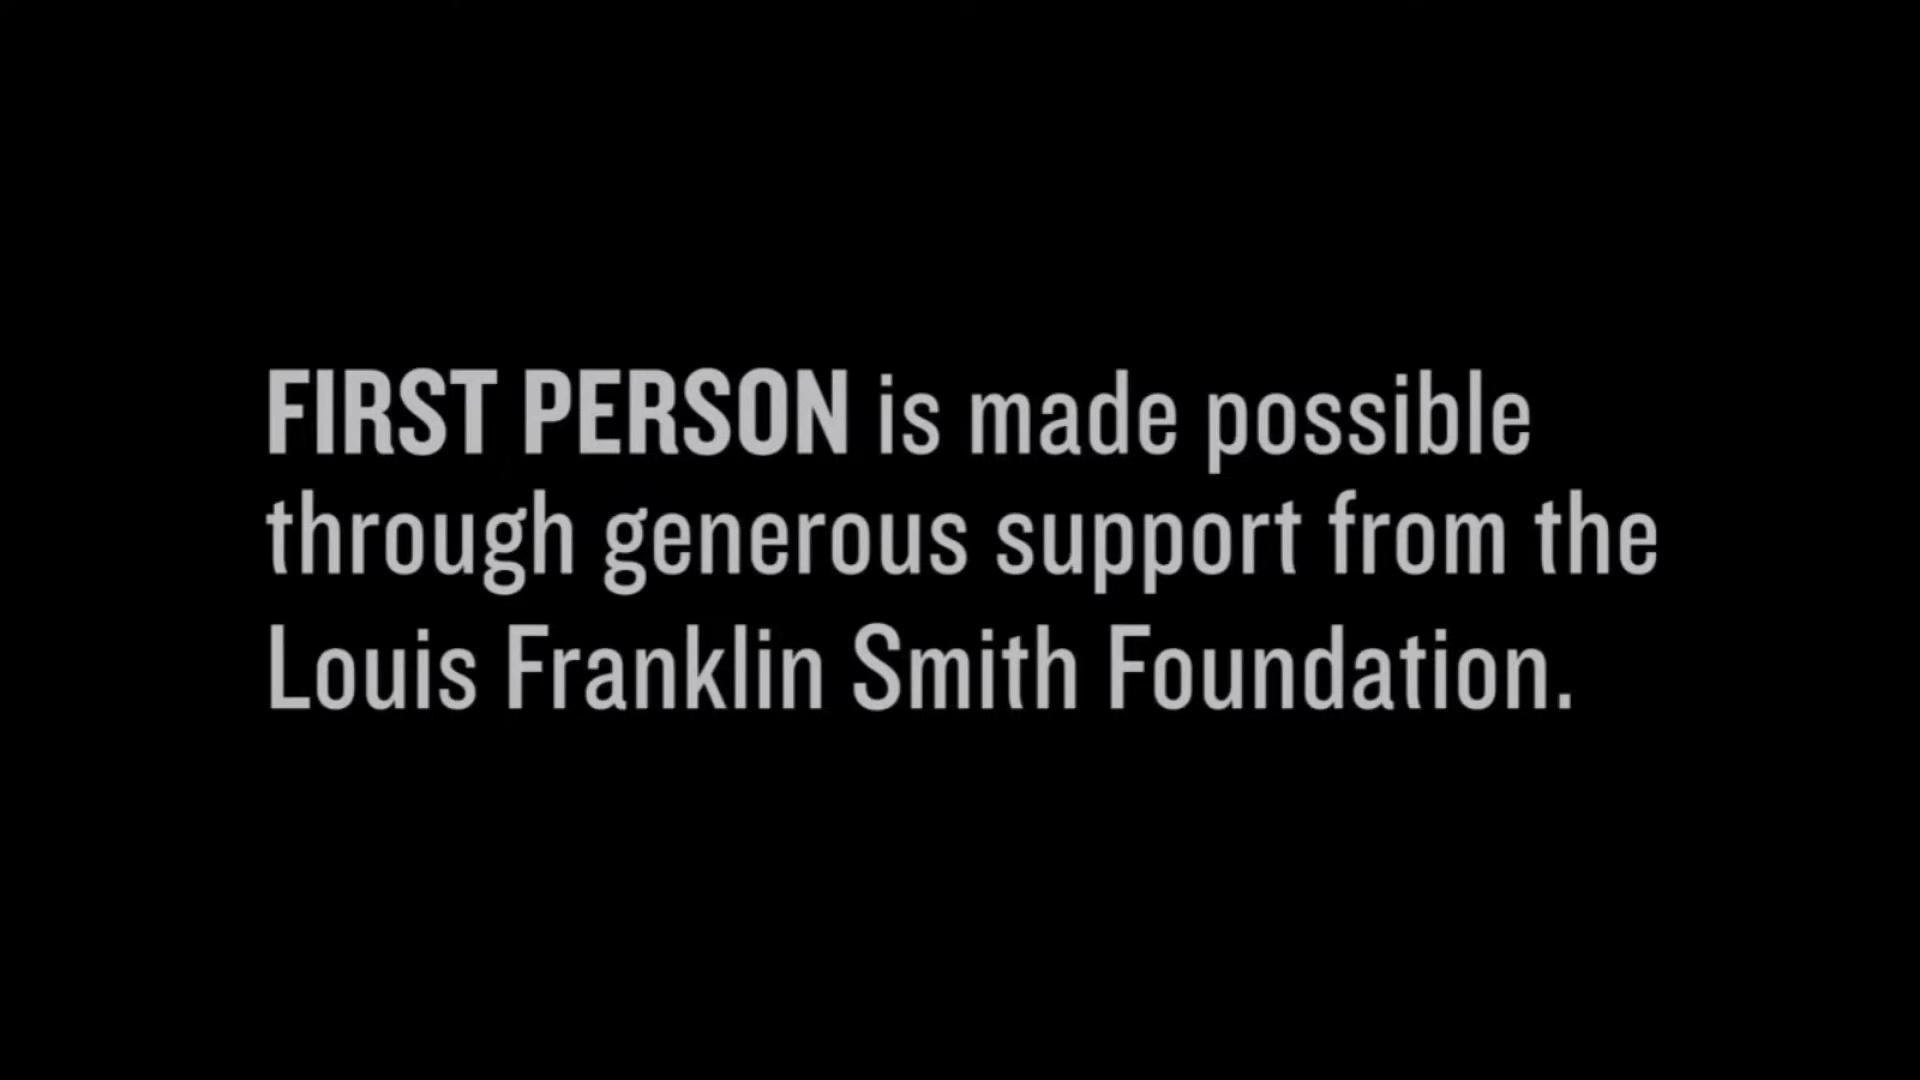 FIRST PERSON is made possible
through generous support from the
Louis Franklin Smith Foundation.